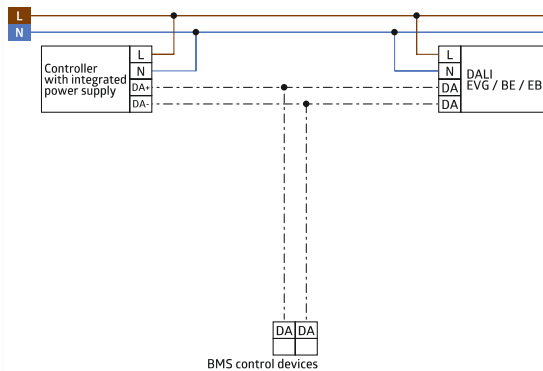 L
N
Controller
with integrated
power supply
L
N
DA+
DA-
L
N
DA
DA
DALI
EVG / BE / EB
DA DA
BMS control devices